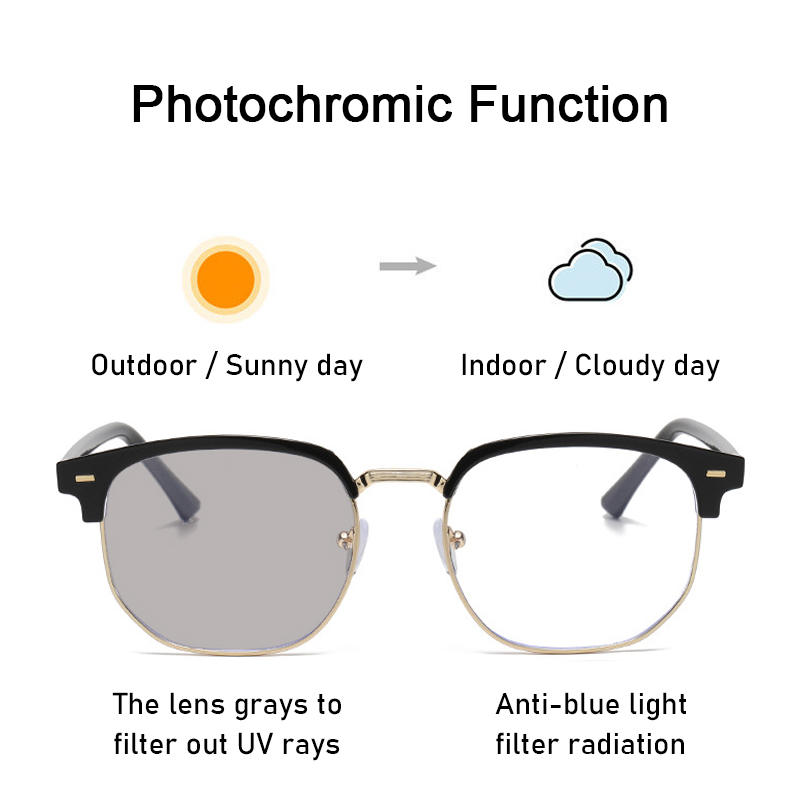 Photochromic Function
Outdoor / Sunny day
Indoor / Cloudy day
The lens grays to
filter out UV rays
Anti-blue light
filter radiation